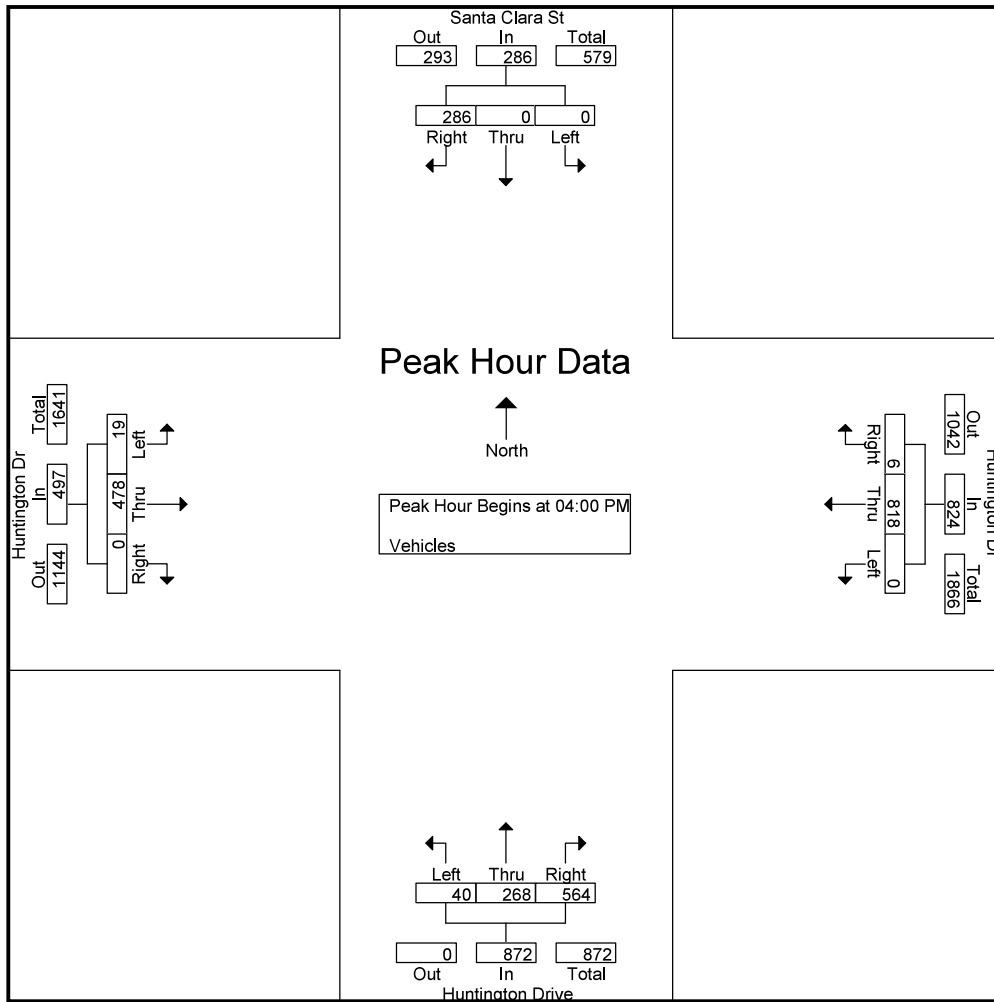 Santa Clara St
Out In Total
293 286 579
286 0 0
Right Thru Left
Peak Hour Data
North
Peak Hour Begins at 04:00 PM
Vehicles
Huntington Dr
Total In Out
1641 497 1144
19 478 0
Left Thru Right
Huntington Dr
Out In Total
1042 824 1866
6 818 0
Right Thru Left
Left Thru Right
40 268 564
0 872 872
Out In Total
Huntington Drive